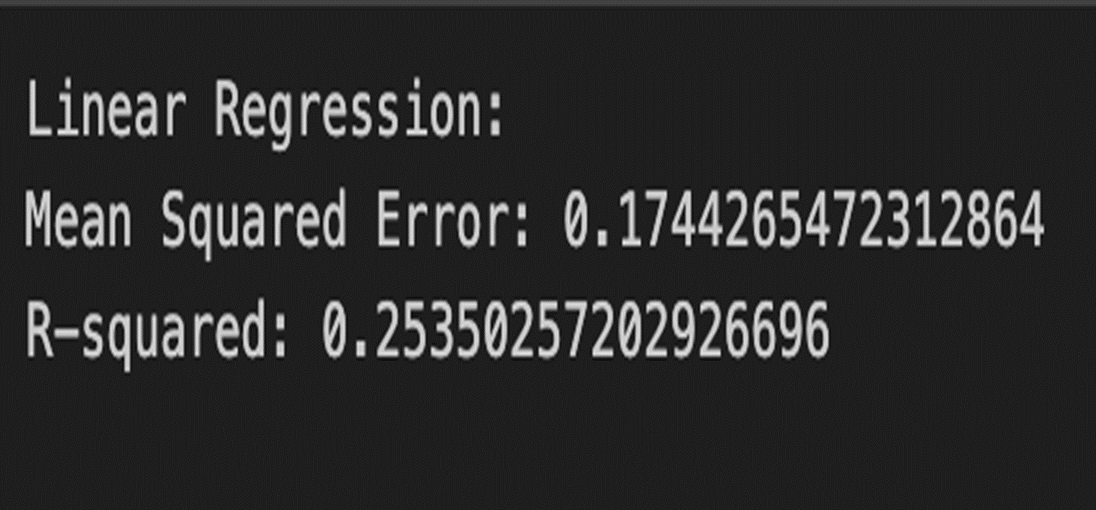 Linear Regression:
Mean Squared Error: 0.1744265472312864
R-squared: 0.25350257202926696